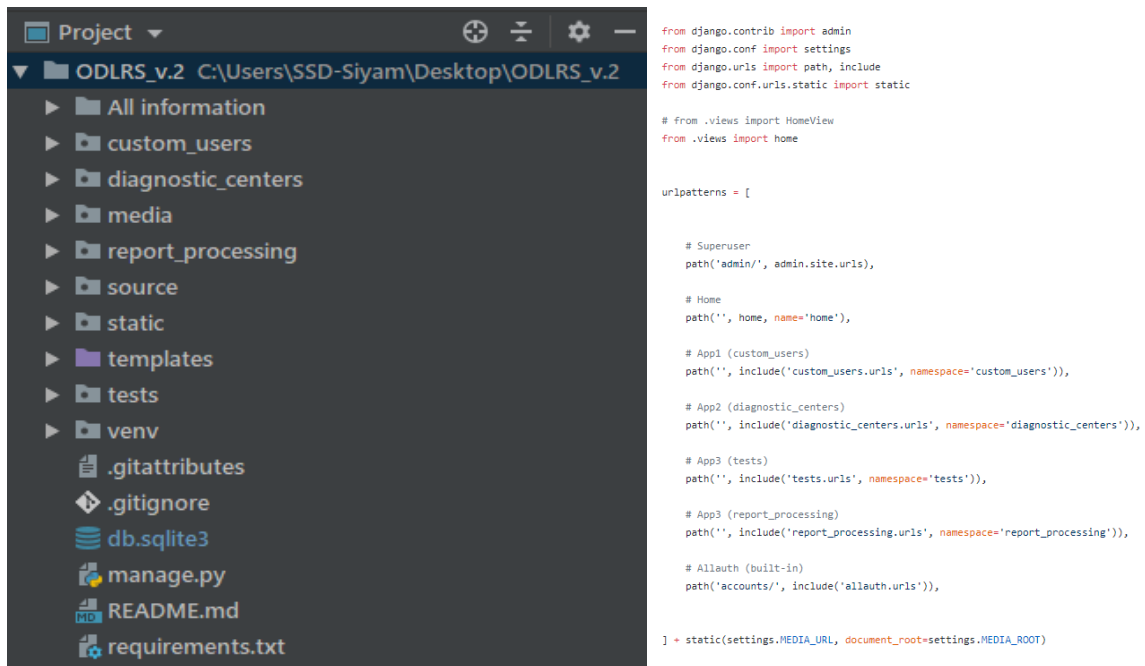 Project
ODLRS_v.2 C:\Users\SSD-Siyam\Desktop\ODLRS_v.2
All information
custom_users
diagnostic_centers
media
report_processing
source
static
templates
tests
venv
.gitattributes
.gitignore
db.sqlite3
manage.py
MD README.md
requirements.txt
from django.contrib import admin
from django.conf import settings
from django.urls import path, include
from django.conf.urls.static import static
# from .views import HomeView
from .views import home
urlpatterns = [
# Superuser
path('admin/', admin.site.urls),
# Home
path('', home, name='home'),
# App1 (custom_users)
path('', include('custom_users.urls', namespace='custom_users')),
# App2 (diagnostic_centers)
path('', include('diagnostic_centers.urls', namespace='diagnostic_centers')),
# App3 (tests)
path('', include('tests.urls', namespace='tests')),
# App3 (report_processing)
path('', include('report_processing.urls', namespace='report_processing')),
# Allauth (built-in)
path('accounts/', include('allauth.urls')),
] + static(settings.MEDIA_URL, document_root=settings.MEDIA_ROOT)